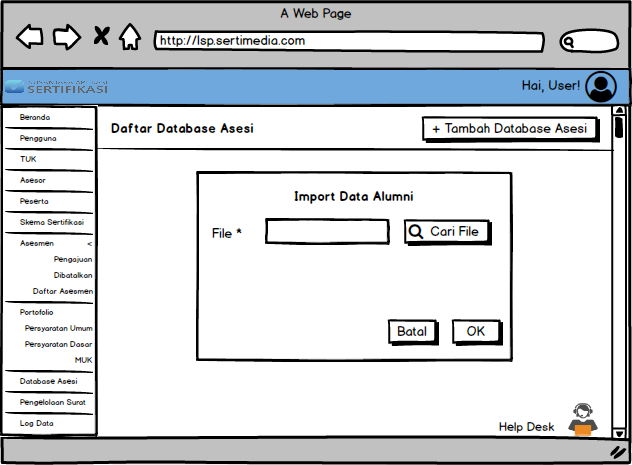 A Web Page
http://lsp.sertimedia.com
SERTIFIKASI
Hai, User!
Beranda
Pengguna
TUK
Asesor
Peserta
Skema Sertifikasi
Asesmen <
Pengajuan
Dibatalkan
Daftar Asesmen
Portofolio
Persyaratan Umum
Persyaratan Dasar
MUK
Database Asesi
Pengelolaan Surat
Log Data
Daftar Database Asesi
+ Tambah Database Asesi
Import Data Alumni
File *
Cari File
Batal
OK
Help Desk